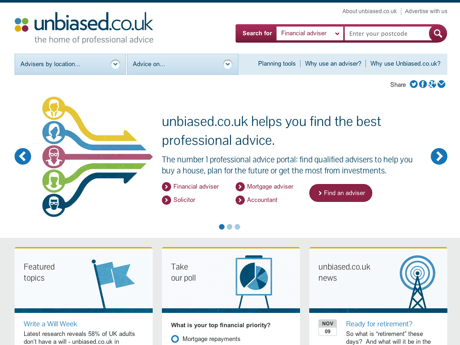 About unbiased.co.uk | Advertise with us
unbiased.co.uk
the home of professional advice
Search for Financial adviser Enter your postcode
Advisers by location... Advice on... Planning tools | Why use an adviser? | Why use Unbiased.co.uk?
Share
unbiased.co.uk helps you find the best
professional advice.
The number 1 professional advice portal: find qualified advisers to help you
buy a house, plan for the future or get the most from investments.
Financial adviser Mortgage adviser Find an adviser
Solicitor Accountant
Featured
topics
Take
our poll
unbiased.co.uk
news
Write a Will Week
Latest research reveals 58% of UK adults
don't have a will - unbiased.co.uk in
What is your top financial priority?
Mortgage repayments
NOV
09
Ready for retirement?
So what is "retirement" these
days? And what will it be in the